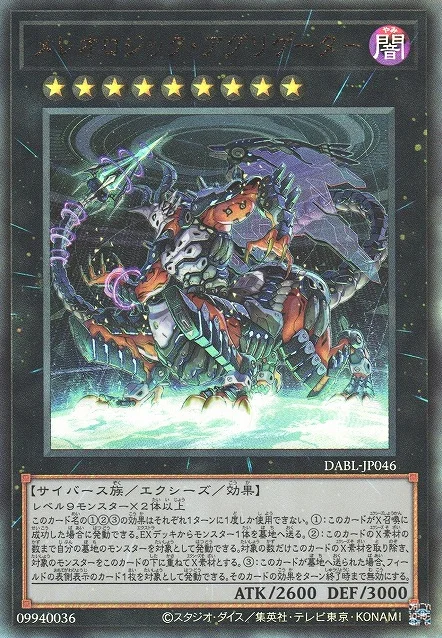 闇
DABL-JP046
【サイバース族／エクシーズ／効果】
レベル9モンスター×2体以上
このカード名の①②③の効果はそれぞれ1ターンに1度しか使用できない。①：このカードがX召喚に
成功した場合に発動できる。EXデッキからモンスター1体を墓地へ送る。②：このカードのX素材の
数まで自分の墓地のモンスターを対象として発動できる。対象の数だけこのカードのX素材を取り除き、
対象のモンスターをこのカードの下に重ねてX素材とする。③：このカードが墓地へ送られた場合、フィー
ルドの表側表示のカード1枚を対象として発動できる。そのカードの効果をターン終了時まで無効にする。
ATK/2600 DEF/3000
09940036
©スタジオ・ダイス／集英社・テレビ東京・KONAMI